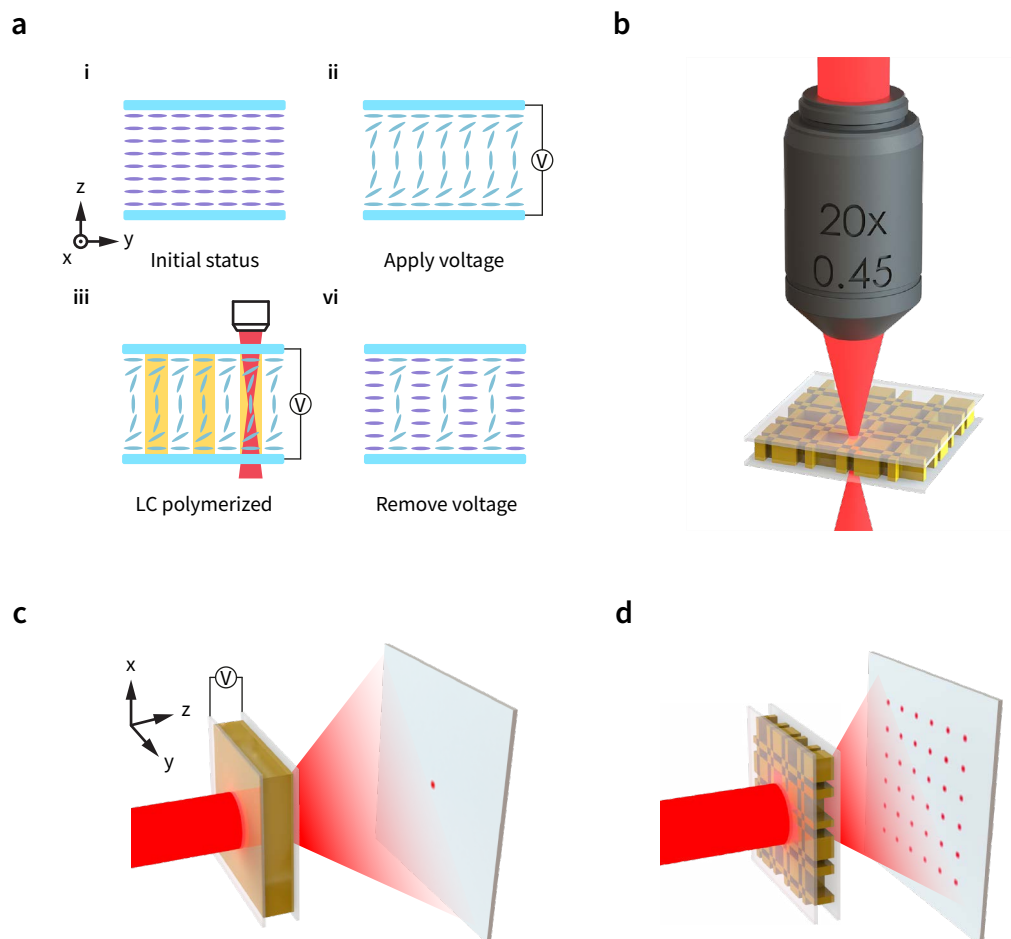 a
b
i
ii
V
z
y
x
Initial status
Apply voltage
iii
vi
V
LC polymerized
Remove voltage
20x
0.45
c
d
x
V
z
y